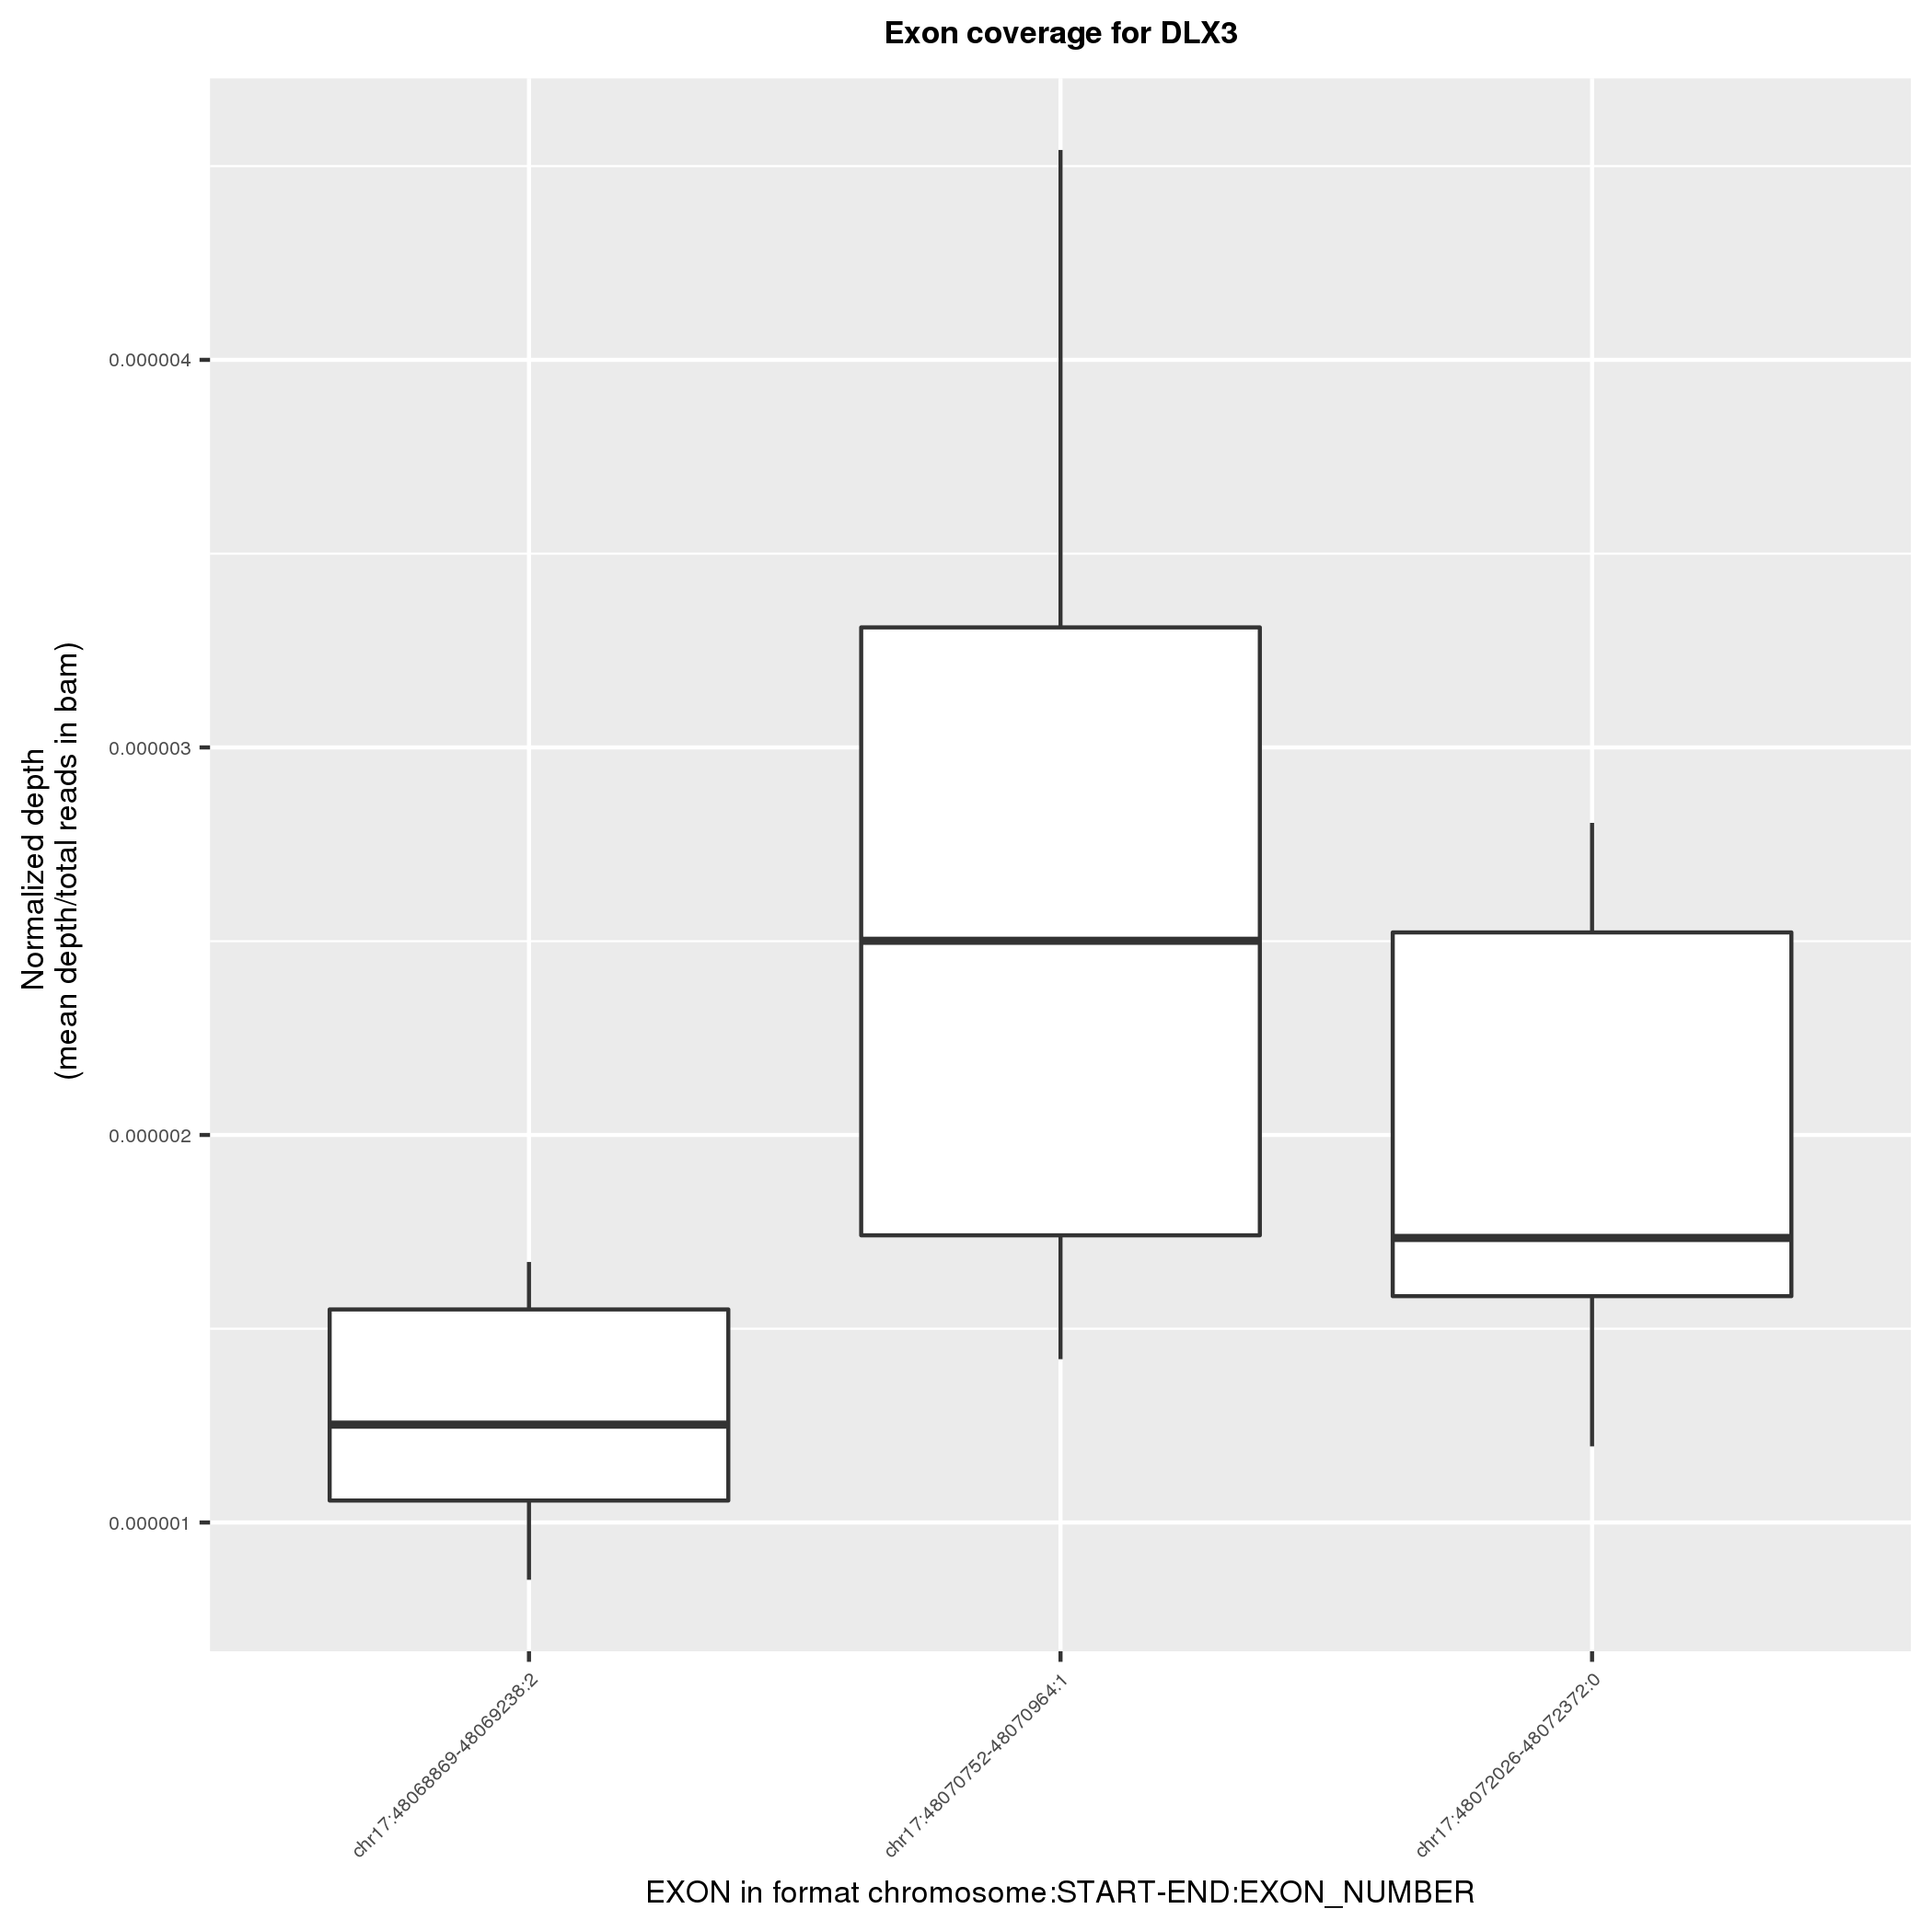 Exon coverage for DLX3
Normalized depth
(mean depth/total reads in bam)
0.000004
0.000003
0.000002
0.000001
chr17:48068869-48069238:2
chr17:48070752-48070964:1
chr17:48072026-48072372:0
EXON in format chromosome:START-END:EXON_NUMBER